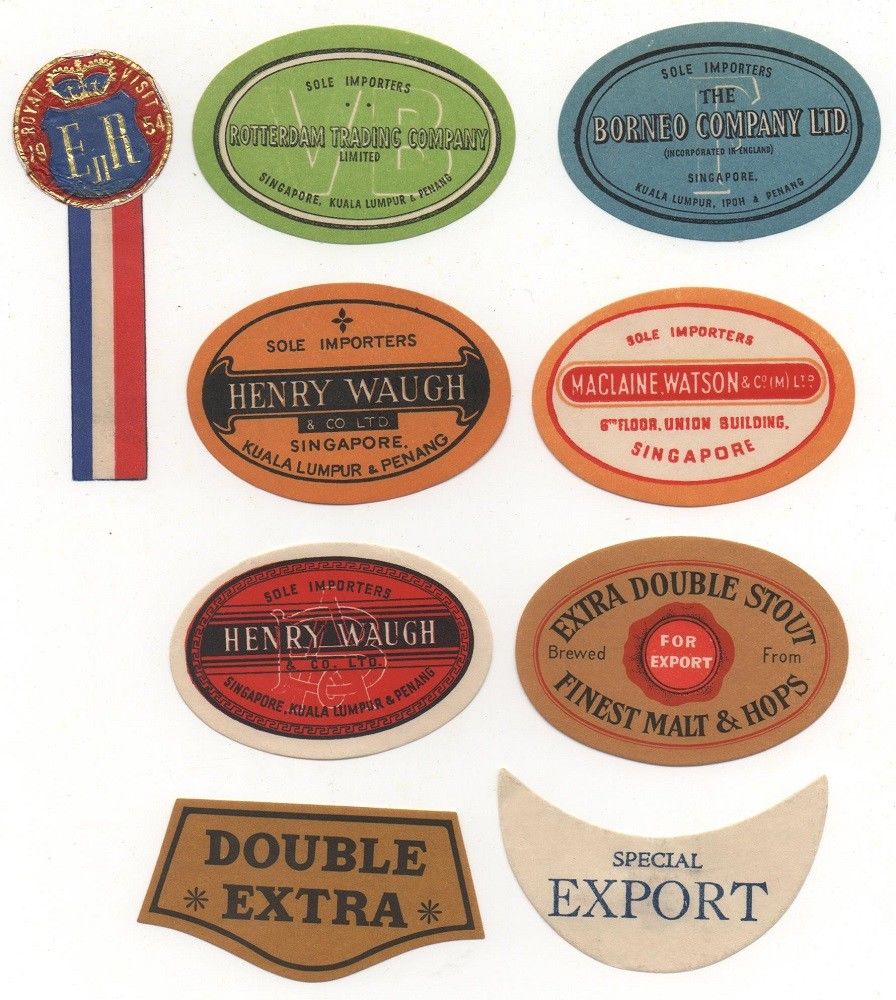 ROYAL VISIT
1954
E II R
SOLE IMPORTERS
VB
ROTTERDAM TRADING COMPANY
LIMITED
SINGAPORE, KUALA LUMPUR & PENANG
SOLE IMPORTERS
THE
BORNEO COMPANY LTD.
(INCORPORATED IN ENGLAND)
SINGAPORE,
KUALA LUMPUR, IPOH & PENANG
SOLE IMPORTERS
HENRY WAUGH
& CO LTD.
SINGAPORE,
KUALA LUMPUR & PENANG
SOLE IMPORTERS
MACLAINE, WATSON & Co (M) LTD
6TH FLOOR, UNION BUILDING,
SINGAPORE
SOLE IMPORTERS
HENRY WAUGH
& CO. LTD.
SINGAPORE, KUALA LUMPUR & PENANG
EXTRA DOUBLE STOUT
Brewed From
FOR
EXPORT
FINEST MALT & HOPS
DOUBLE
* EXTRA *
SPECIAL
EXPORT